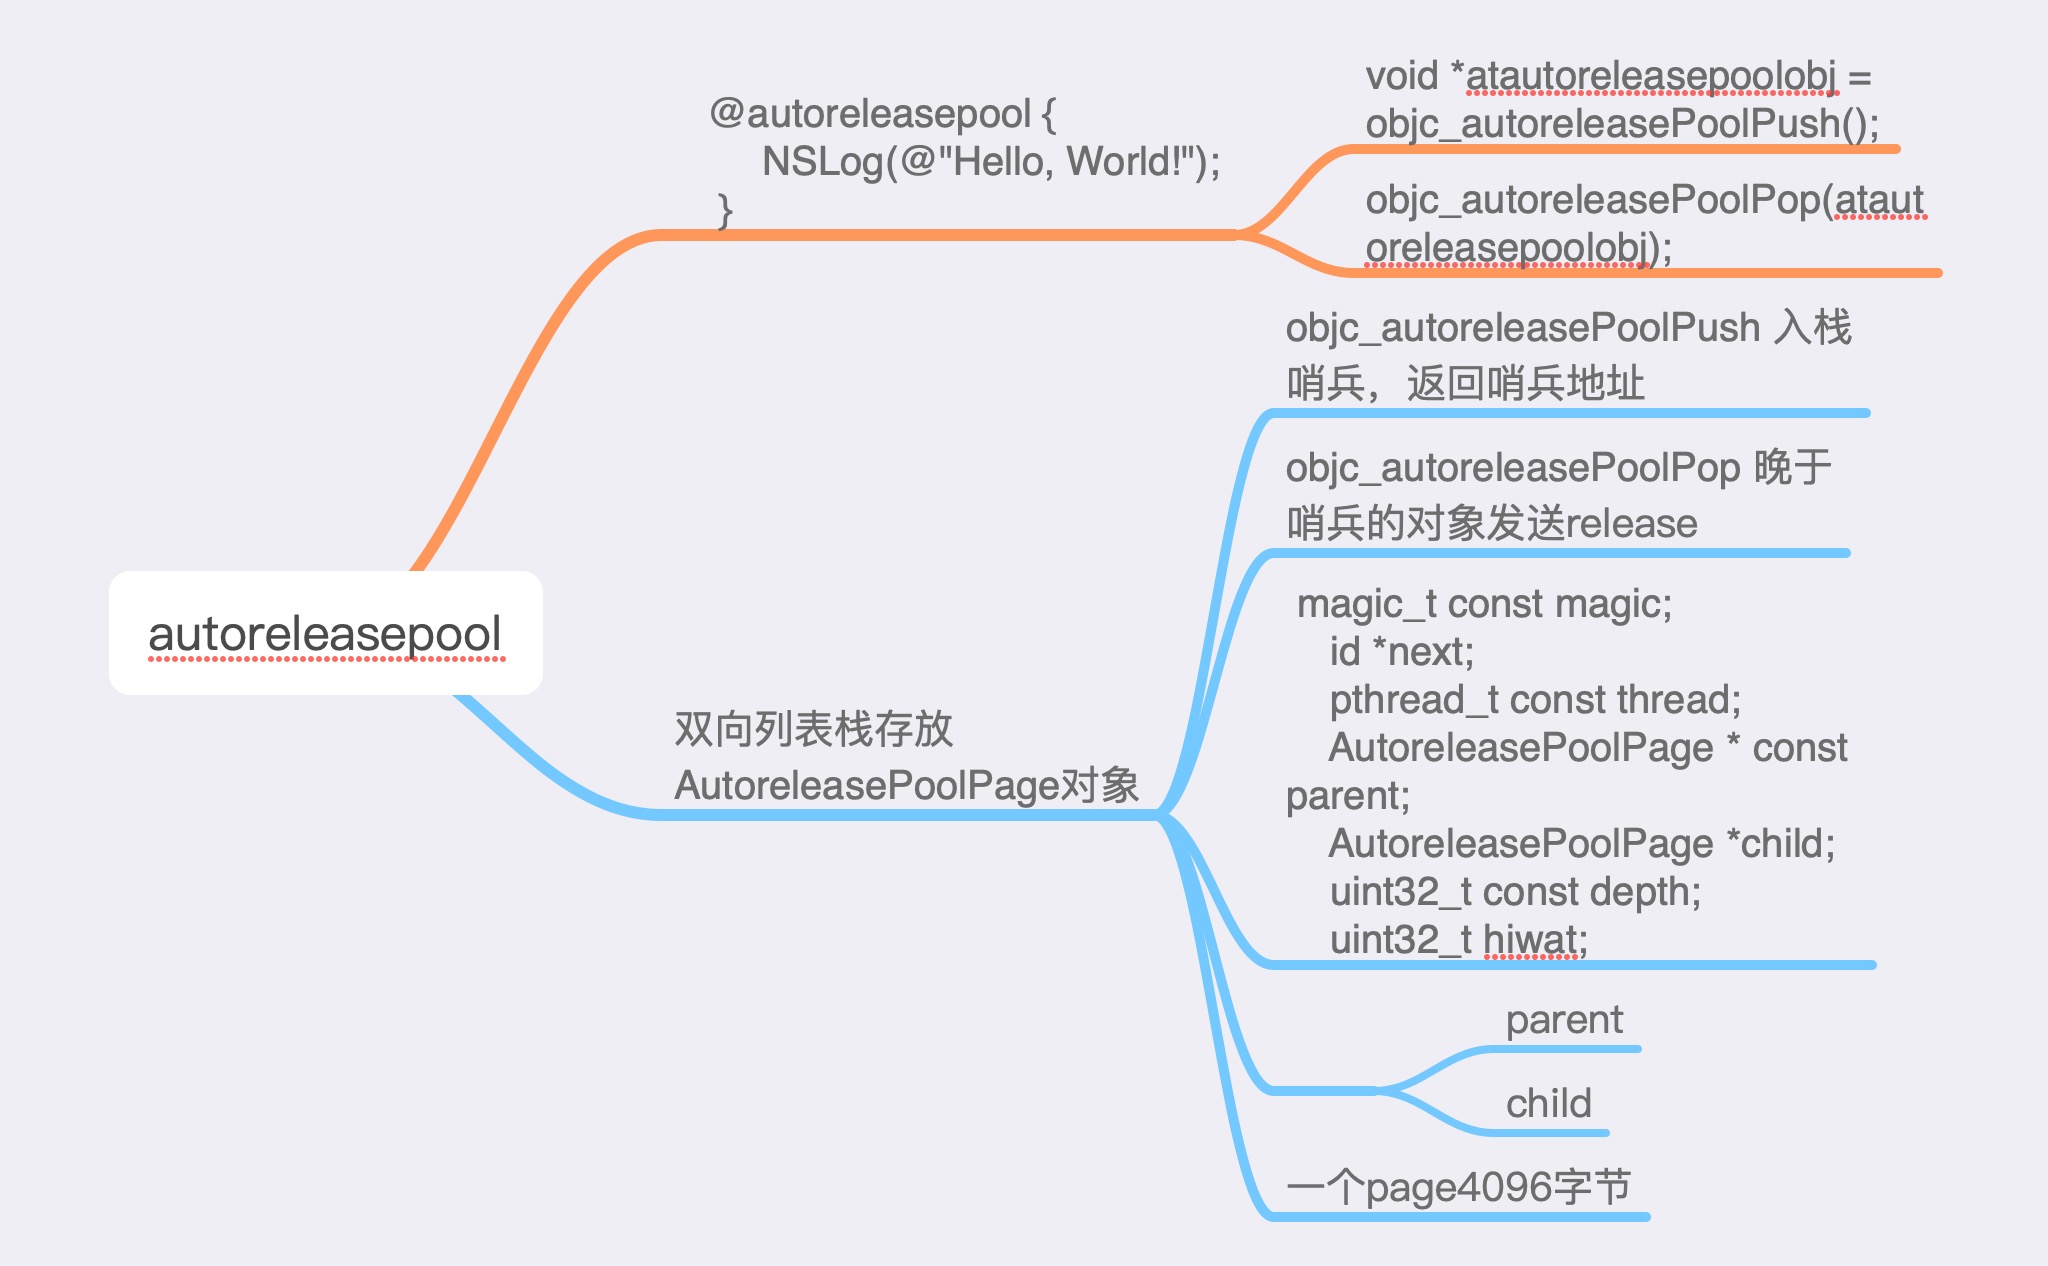 @autoreleasepool {
NSLog(@"Hello, World!");
}
void *atautoreleasepoolobj =
objc_autoreleasePoolPush();
objc_autoreleasePoolPop(ataut
oreleasepoolobj);
autoreleasepool
双向列表栈存放
AutoreleasePoolPage对象
objc_autoreleasePoolPush 入栈
哨兵，返回哨兵地址
objc_autoreleasePoolPop 晚于
哨兵的对象发送release
magic_t const magic;
id *next;
pthread_t const thread;
AutoreleasePoolPage * const
parent;
AutoreleasePoolPage *child;
uint32_t const depth;
uint32_t hiwat;
parent
child
一个page4096字节